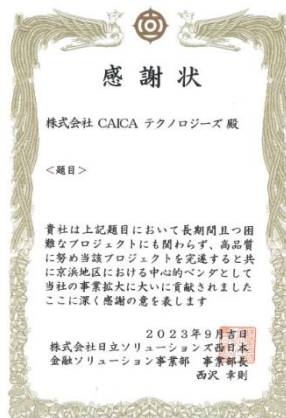 感謝状
株式会社 CAICA テクノロジーズ 殿
＜題目＞
貴社は上記題目において長期間且つ困
難なプロジェクトにも関わらず、高品質
に努め当該プロジェクトを完遂すると共
に京浜地区における中心的ベンダとして
当社の事業拡大に大いに貢献されました
ここに深く感謝の意を表します
２０２３年９月吉日
株式会社日立ソリューションズ西日本
金融ソリューション事業部 事業部長
西沢 幸則